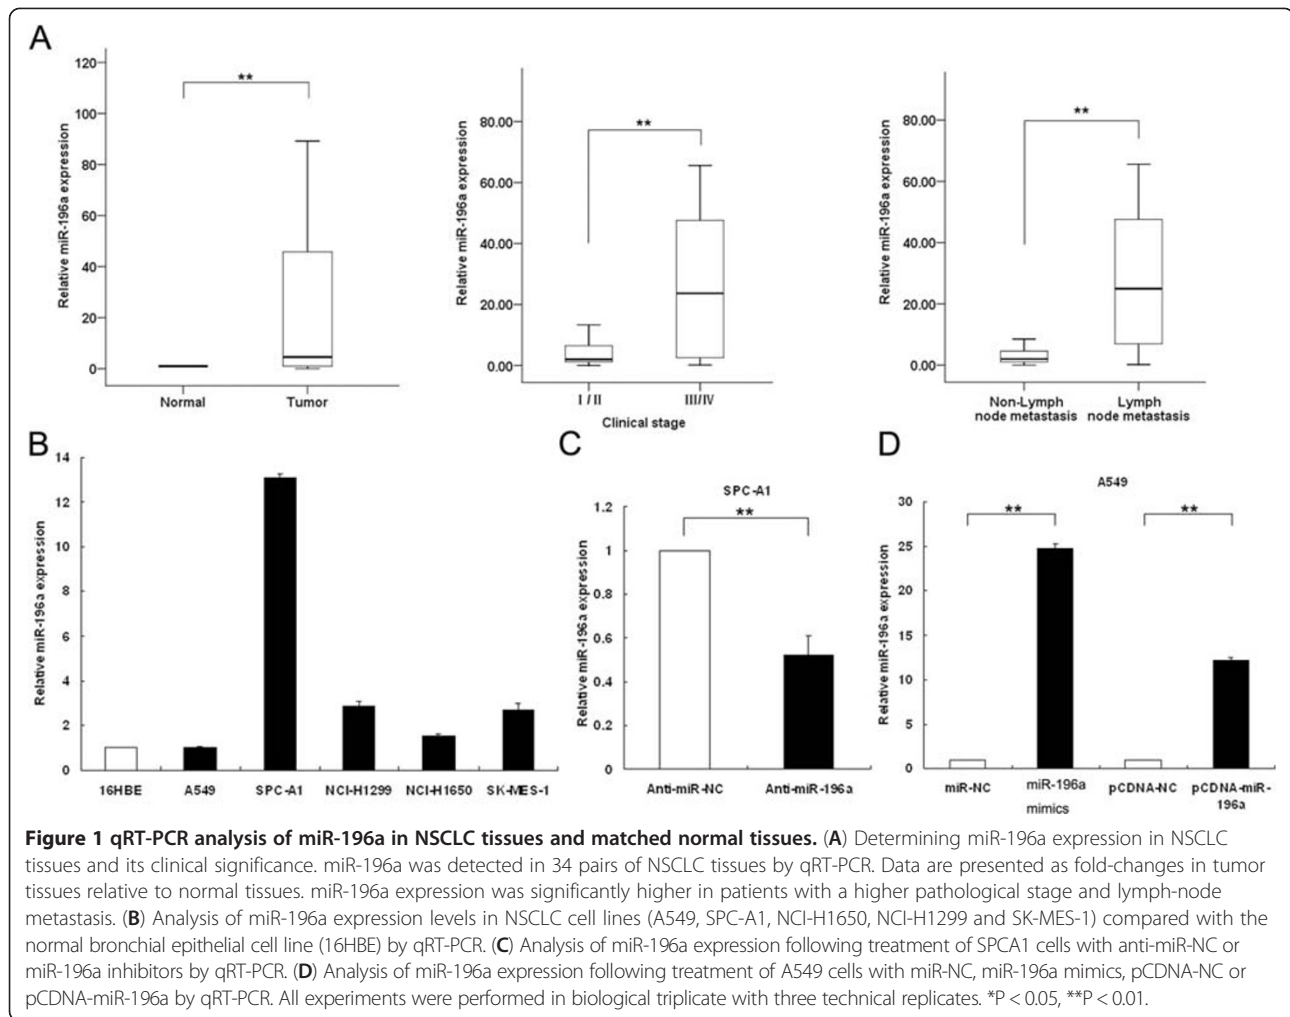 A
Relative miR-196a expression
120
100
80
60
40
20
0
**
Normal
Tumor
Relative miR-196a expression
80.00
60.00
40.00
20.00
0.00
**
I / II
III/IV
Clinical stage
Relative miR-196a expression
80.00
60.00
40.00
20.00
0.00
**
Non-Lymph
node metastasis
Lymph
node metastasis
B
Relative miR-196a expression
14
12
10
8
6
4
2
0
16HBE
A549
SPC-A1
NCI-H1299
NCI-H1650
SK-MES-1
C
SPC-A1
Relative miR-196a expression
1.2
1
0.8
0.6
0.4
0.2
0
**
Anti-miR-NC
Anti-miR-196a
D
A549
Relative miR-196a expression
30
25
20
15
10
5
0
**
**
miR-NC
miR-196a
mimics
pCDNA-NC
pCDNA-miR-
196a
Figure 1 qRT-PCR analysis of miR-196a in NSCLC tissues and matched normal tissues. (A) Determining miR-196a expression in NSCLC
tissues and its clinical significance. miR-196a was detected in 34 pairs of NSCLC tissues by qRT-PCR. Data are presented as fold-changes in tumor
tissues relative to normal tissues. miR-196a expression was significantly higher in patients with a higher pathological stage and lymph-node
metastasis. (B) Analysis of miR-196a expression levels in NSCLC cell lines (A549, SPC-A1, NCI-H1650, NCI-H1299 and SK-MES-1) compared with the
normal bronchial epithelial cell line (16HBE) by qRT-PCR. (C) Analysis of miR-196a expression following treatment of SPCA1 cells with anti-miR-NC or
miR-196a inhibitors by qRT-PCR. (D) Analysis of miR-196a expression following treatment of A549 cells with miR-NC, miR-196a mimics, pCDNA-NC or
pCDNA-miR-196a by qRT-PCR. All experiments were performed in biological triplicate with three technical replicates. *P < 0.05, **P < 0.01.